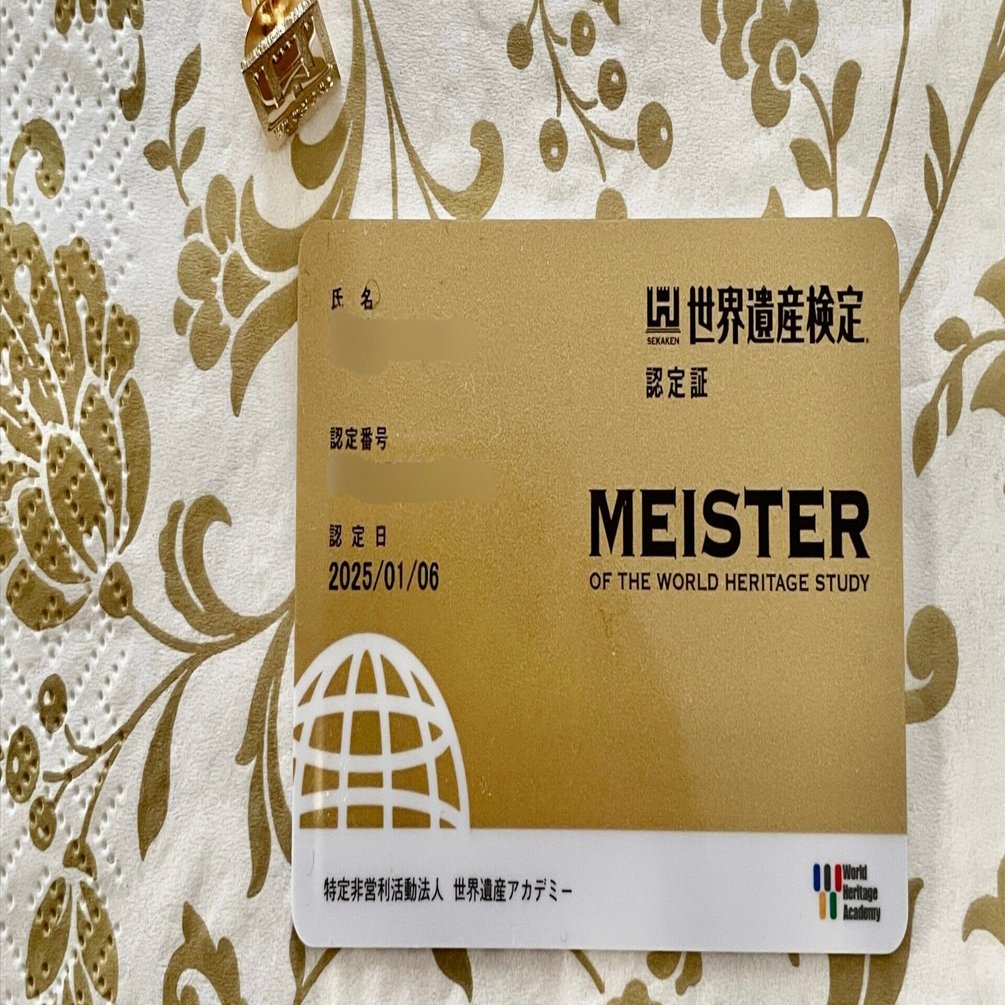 氏 名
認定番号
認定日
2025/01/06
SEKAKEN
世界遺産検定
認定証
MEISTER
OF THE WORLD HERITAGE STUDY
特定非営利活動法人 世界遺産アカデミー
World
Heritage
Academy